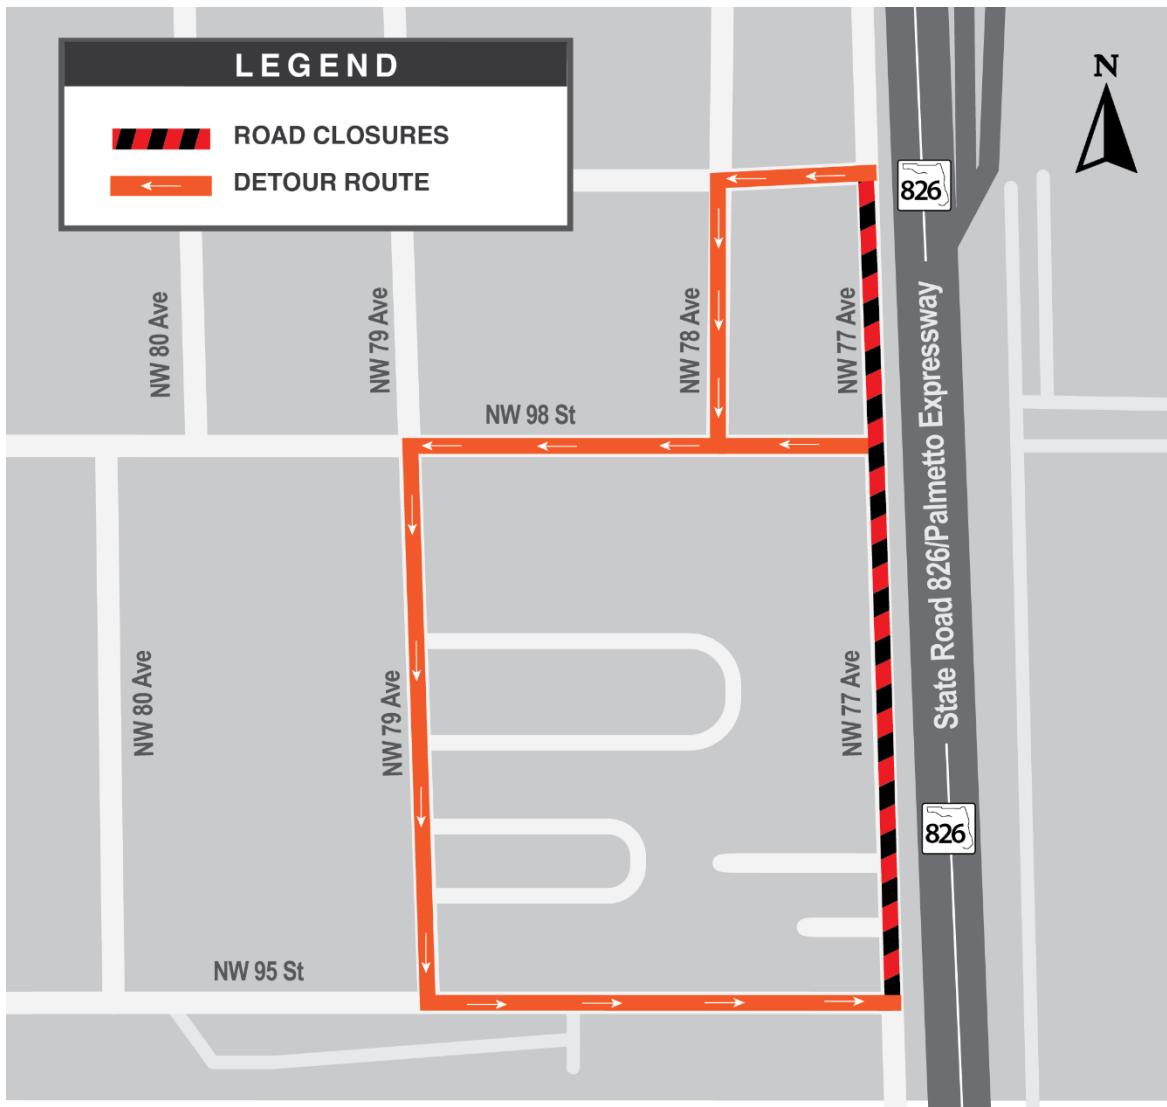 LEGEND
ROAD CLOSURES
DETOUR ROUTE
N
826
NW 80 Ave
NW 79 Ave
NW 78 Ave
NW 77 Ave
State Road 826/Palmetto Expressway
NW 98 St
NW 80 Ave
NW 79 Ave
NW 77 Ave
826
NW 95 St